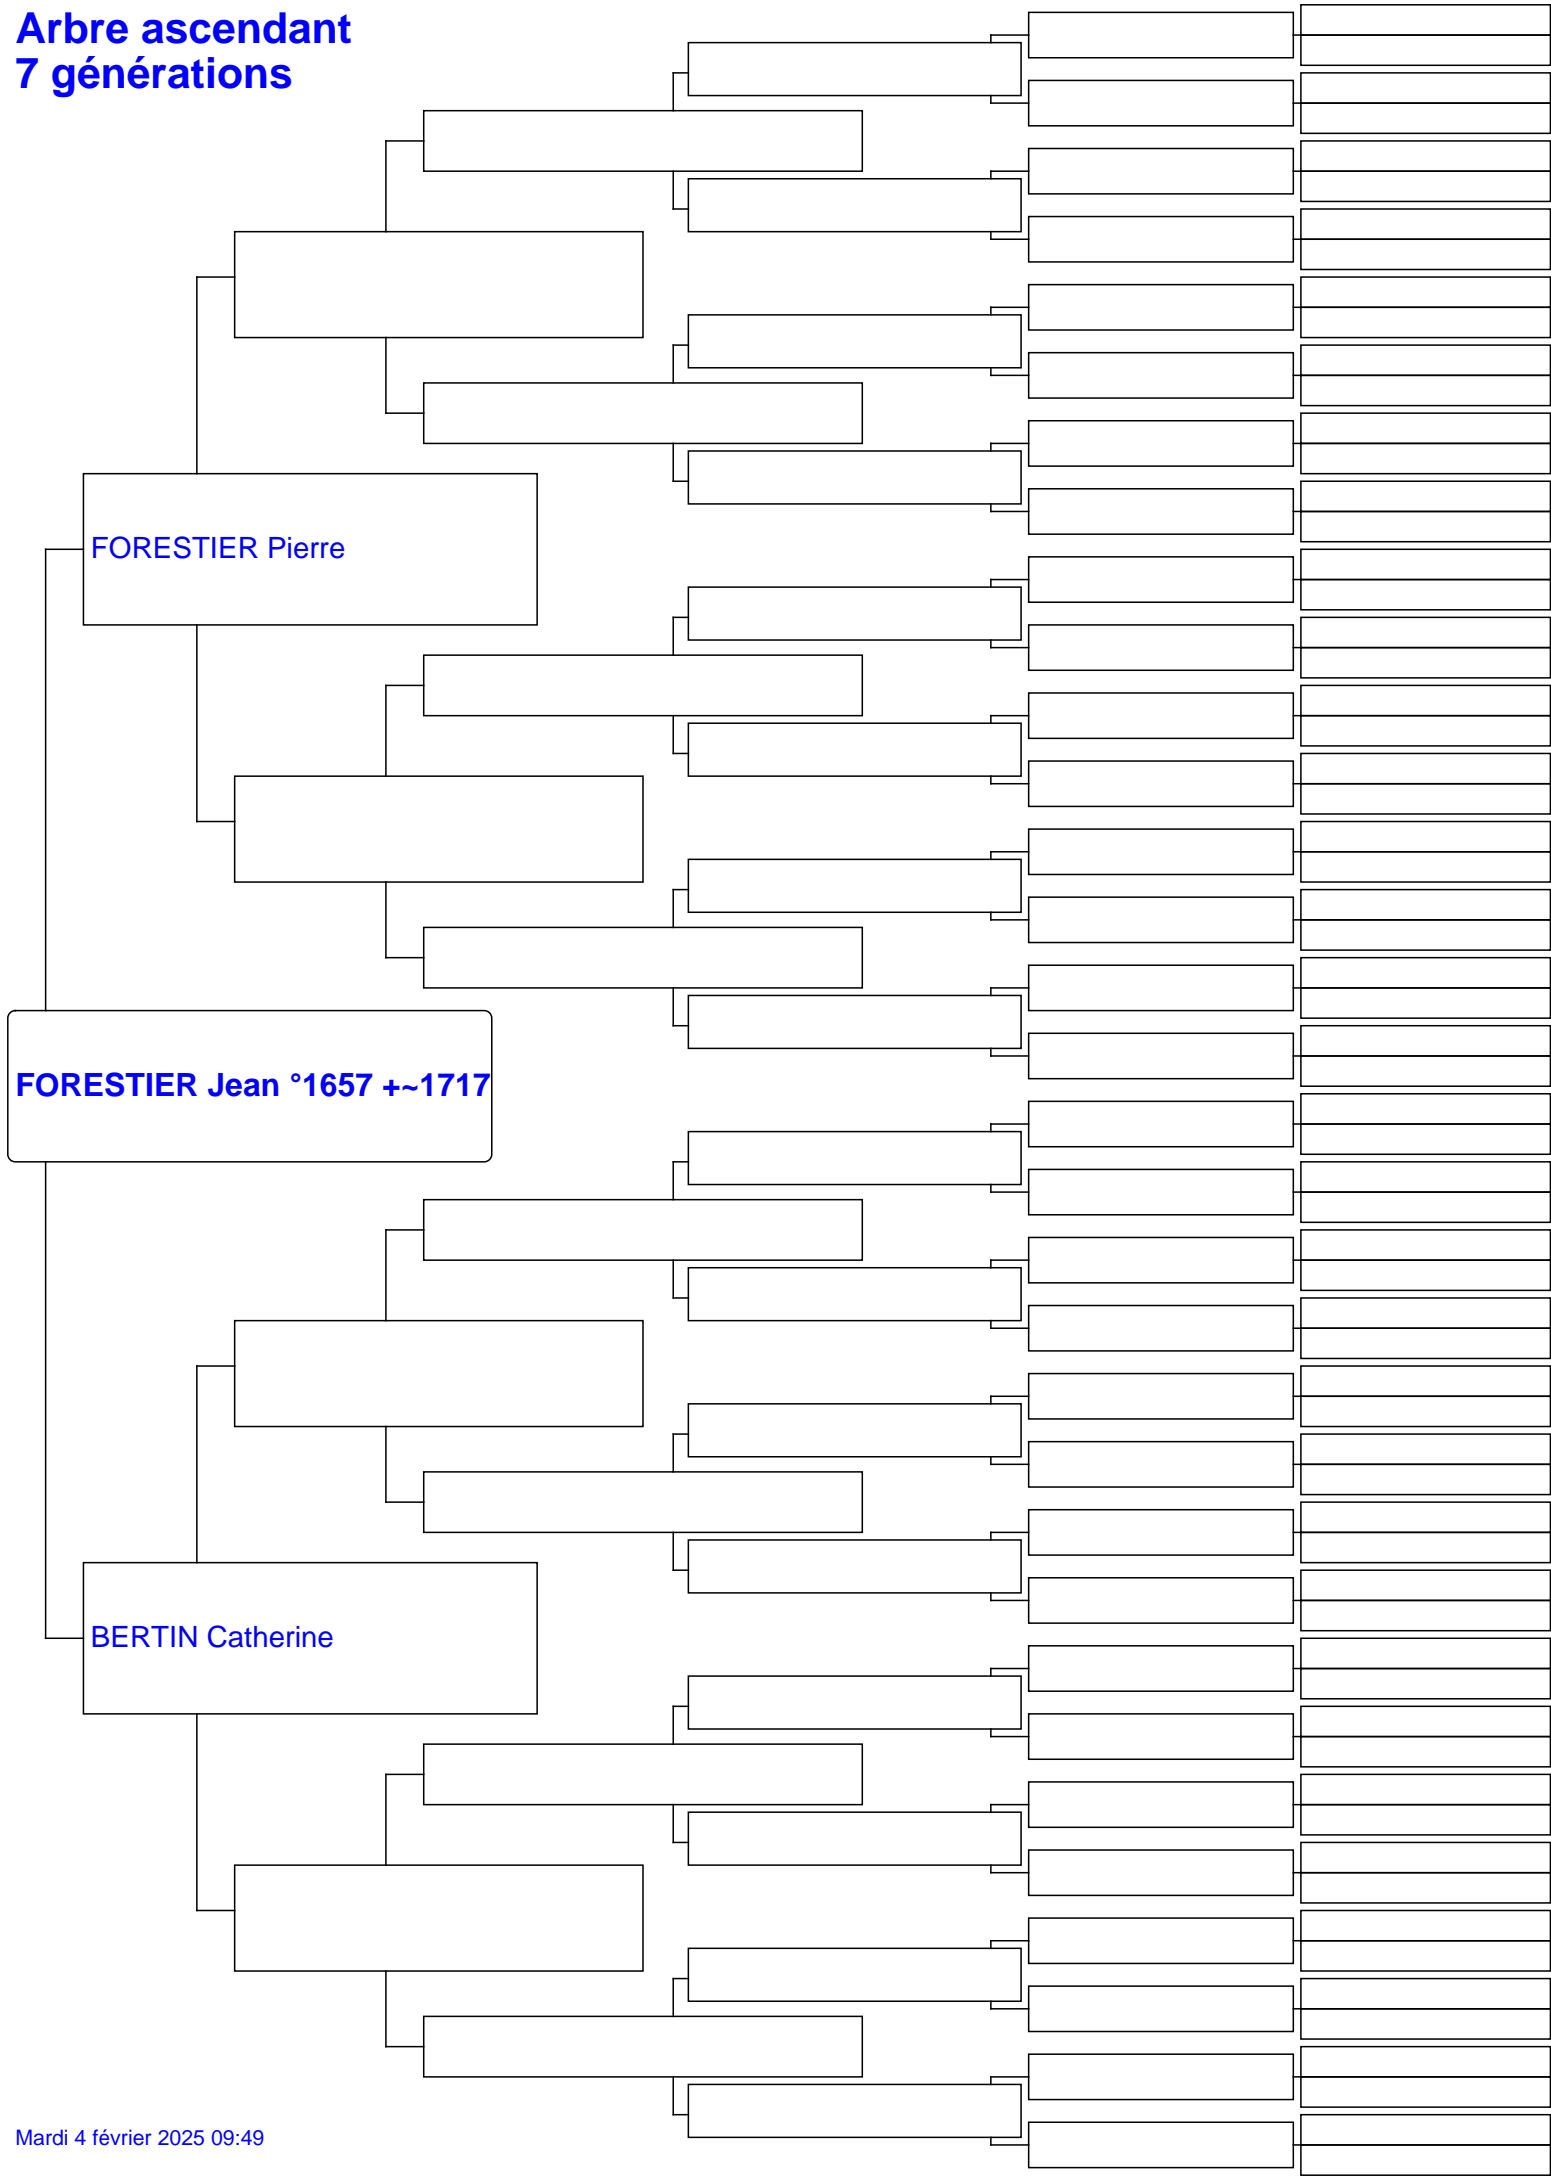 Arbre ascendant
7 générations
FORESTIER Pierre
FORESTIER Jean °1657 +~1717
BERTIN Catherine
Mardi 4 février 2025 09:49